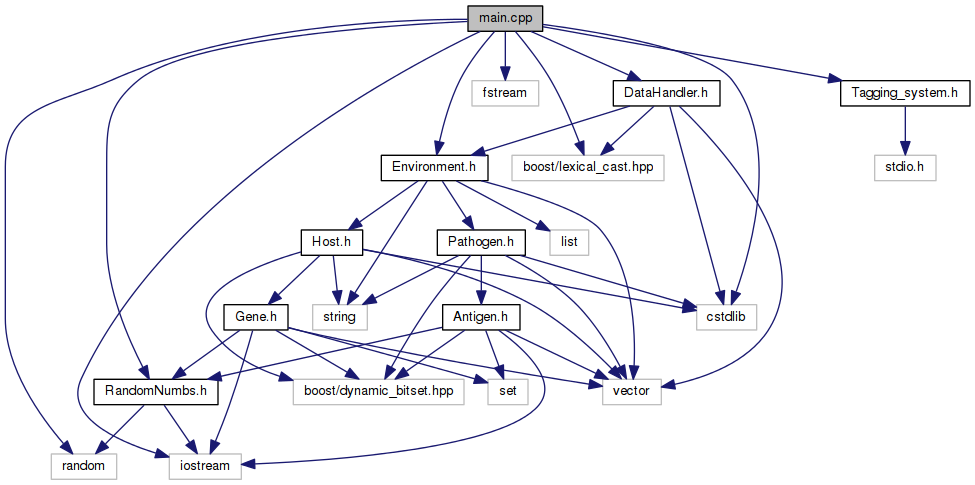 main.cpp
fstream
DataHandler.h
Tagging_system.h
Environment.h
boost/lexical_cast.hpp
stdio.h
Host.h
Pathogen.h
list
Gene.h
string
Antigen.h
cstdlib
RandomNumbs.h
boost/dynamic_bitset.hpp
set
vector
random
iostream